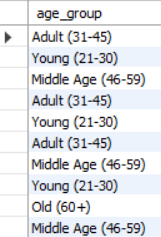 age_group
Adult (31-45)
Young (21-30)
Middle Age (46-59)
Adult (31-45)
Young (21-30)
Adult (31-45)
Middle Age (46-59)
Young (21-30)
Old (60+)
Middle Age (46-59)